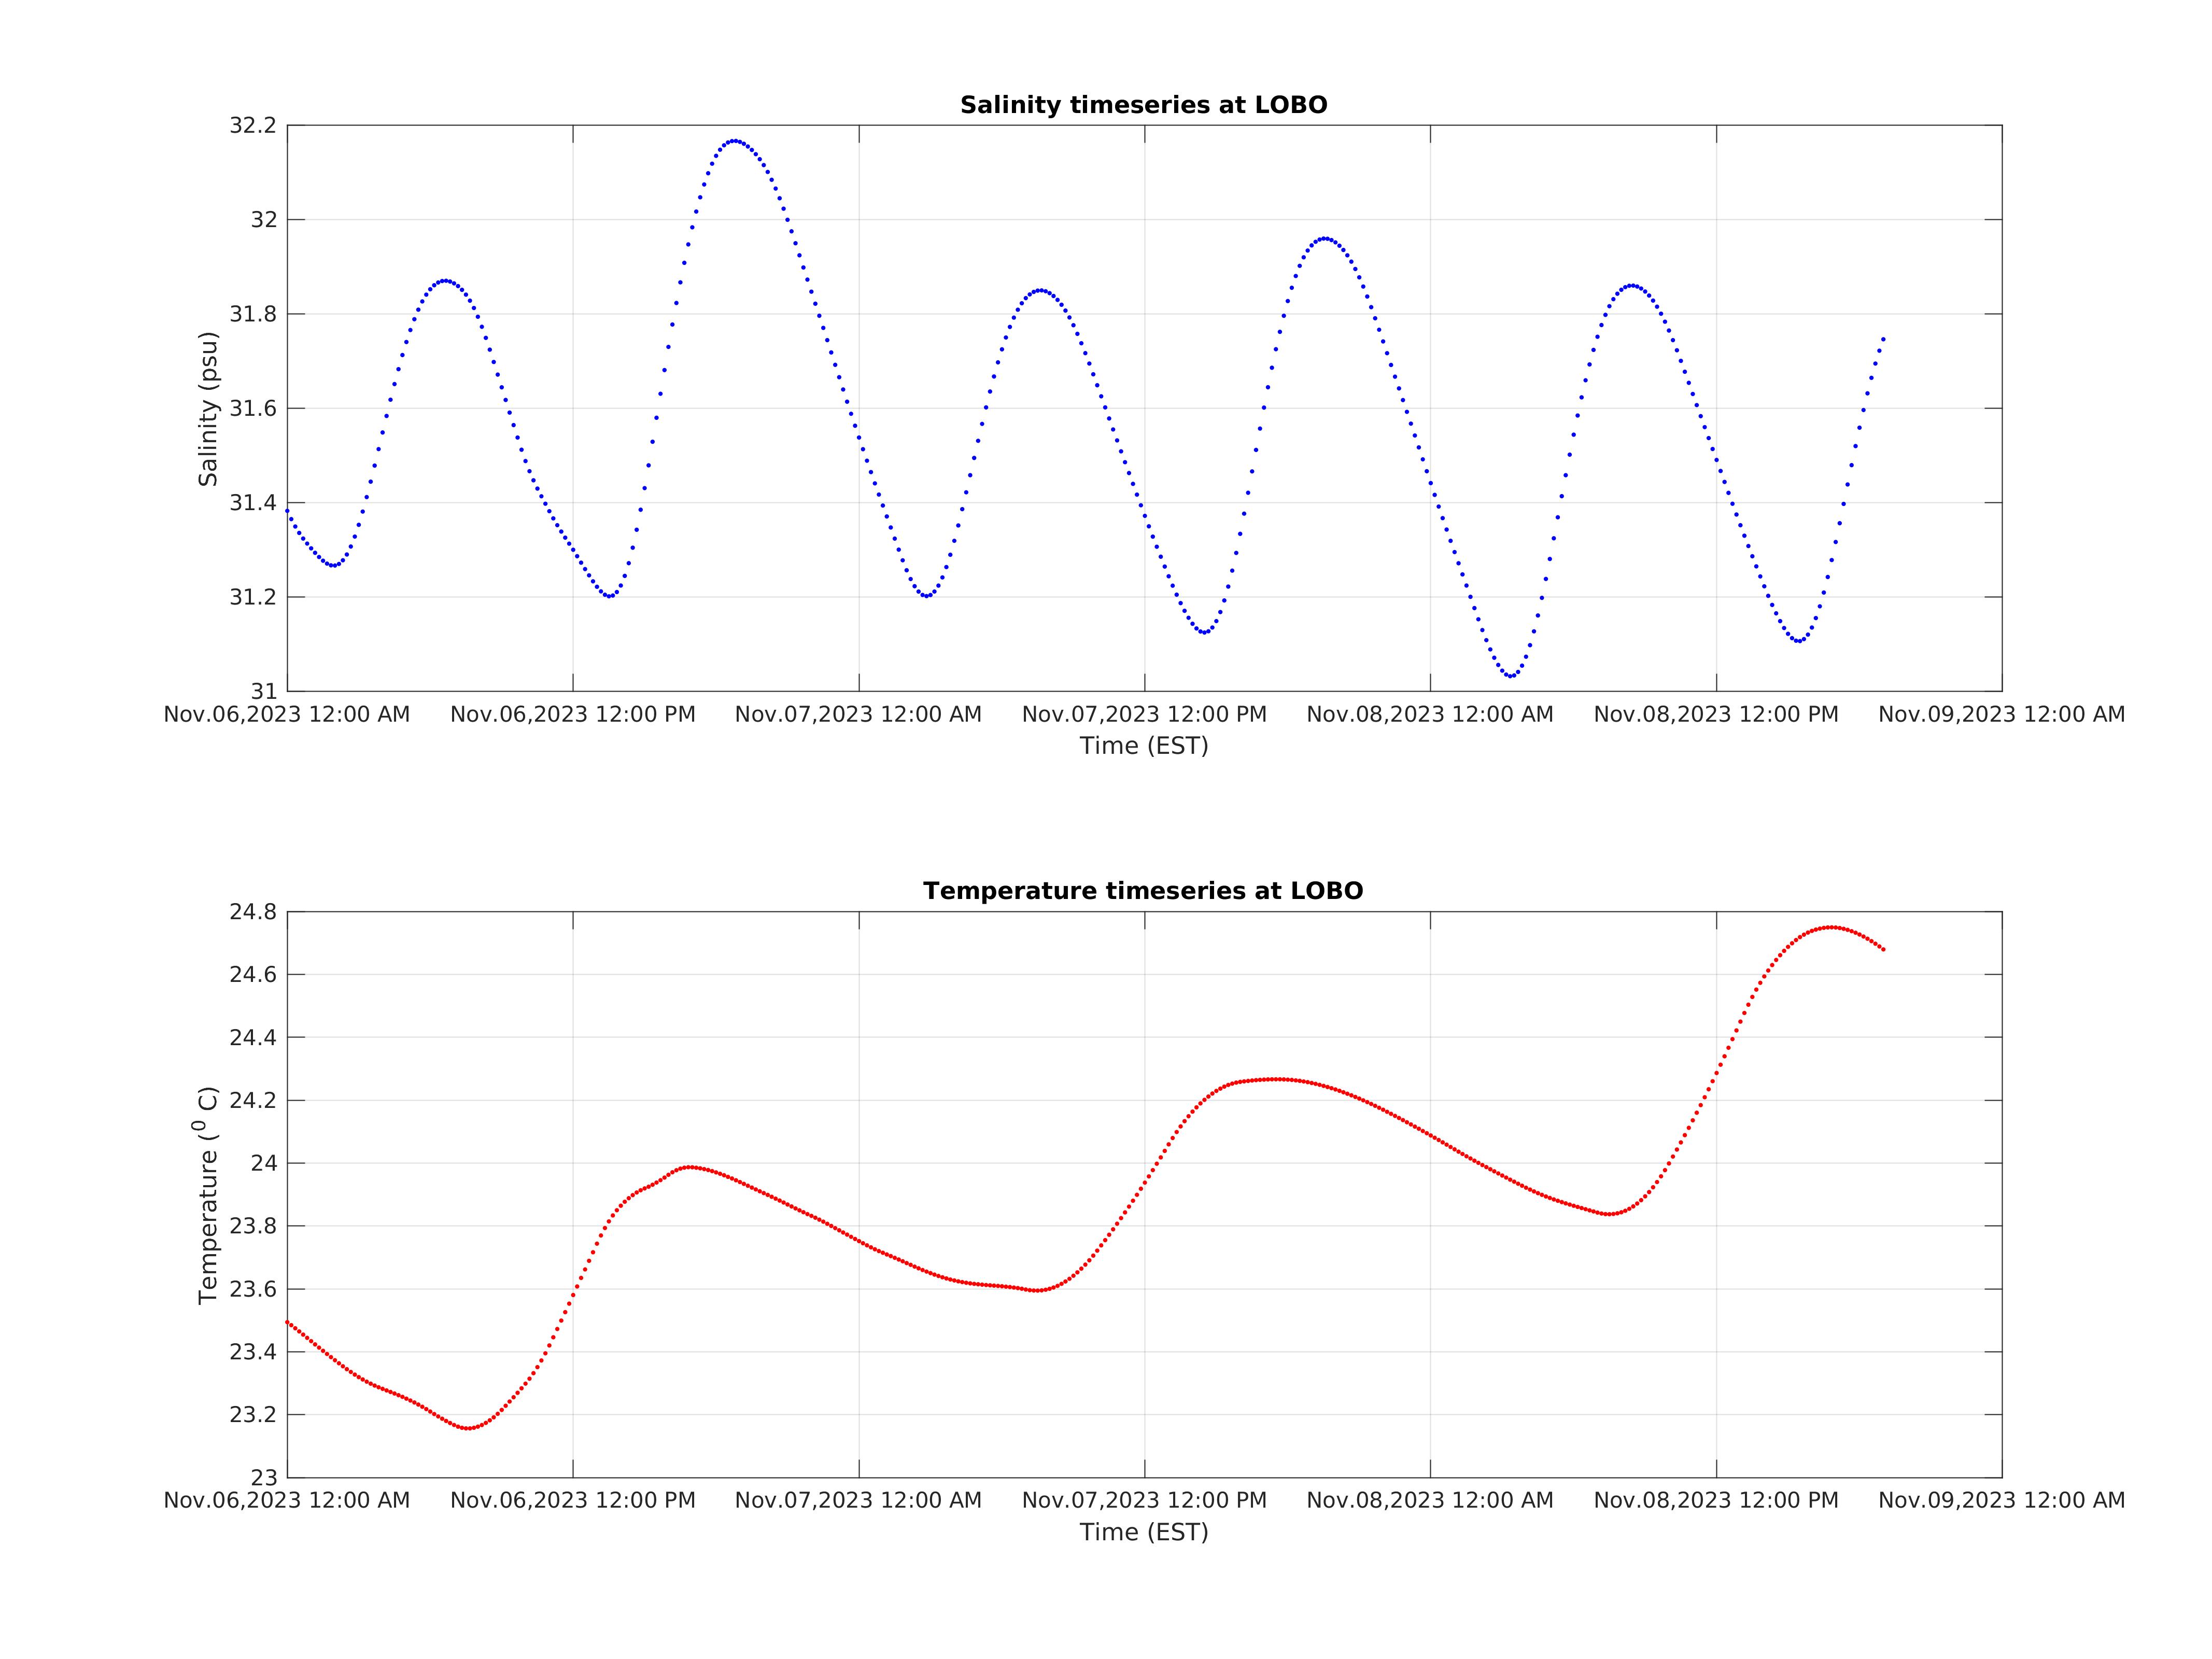 Salinity timeseries at LOBO
32.2
32
31.8
31.6
31.4
31.2
31
Salinity (psu)
Nov.06,2023 12:00 AM Nov.06,2023 12:00 PM Nov.07,2023 12:00 AM Nov.07,2023 12:00 PM Nov.08,2023 12:00 AM Nov.08,2023 12:00 PM Nov.09,2023 12:00 AM
Time (EST)
Temperature timeseries at LOBO
24.8
24.6
24.4
24.2
24
23.8
23.6
23.4
23.2
23
Temperature (⁰ C)
Nov.06,2023 12:00 AM Nov.06,2023 12:00 PM Nov.07,2023 12:00 AM Nov.07,2023 12:00 PM Nov.08,2023 12:00 AM Nov.08,2023 12:00 PM Nov.09,2023 12:00 AM
Time (EST)